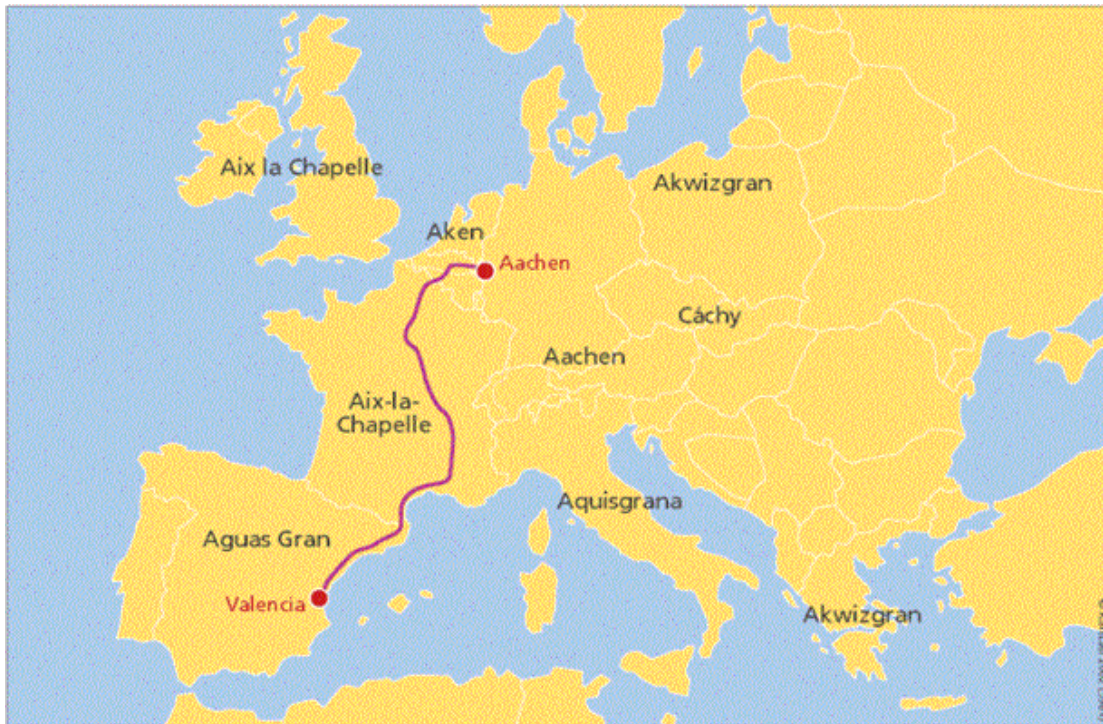 Aix la Chapelle
Akwizgran
Aken
Aachen
Cáchy
Aachen
Aix-la-
Chapelle
Aquisgrana
Aguas Gran
Valencia
Akwizgran